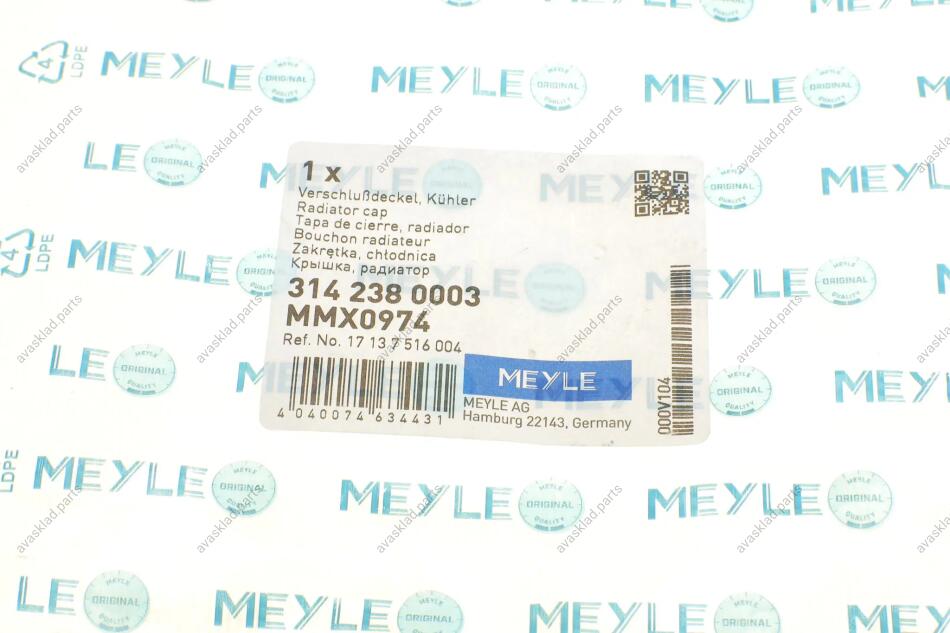 4 LDPE
MEYLE ORIGINAL QUALITY
1 x
Verschlußdeckel, Kühler
Radiator cap
Tapa de cierre, radiador
Bouchon radiateur
Zakrętka, chłodnica
Крышка, радиатор
314 238 0003
MMX0974
Ref. No. 17 13 7 516 004
4 040074 634431
MEYLE
MEYLE AG
Hamburg 22143, Germany
000V104
avasklad.parts